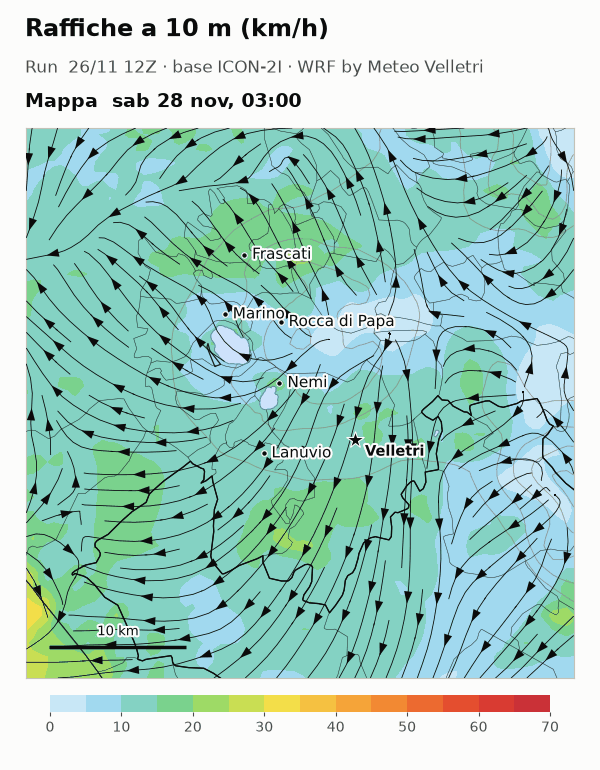 Raffiche a 10 m (km/h)
Run  26/11 12Z · base ICON-2I · WRF by Meteo Velletri
Mappa  sab 28 nov, 03:00
Frascati
Marino
Rocca di Papa
Nemi
Velletri
Lanuvio
10 km
0 10 20 30 40 50 60 70